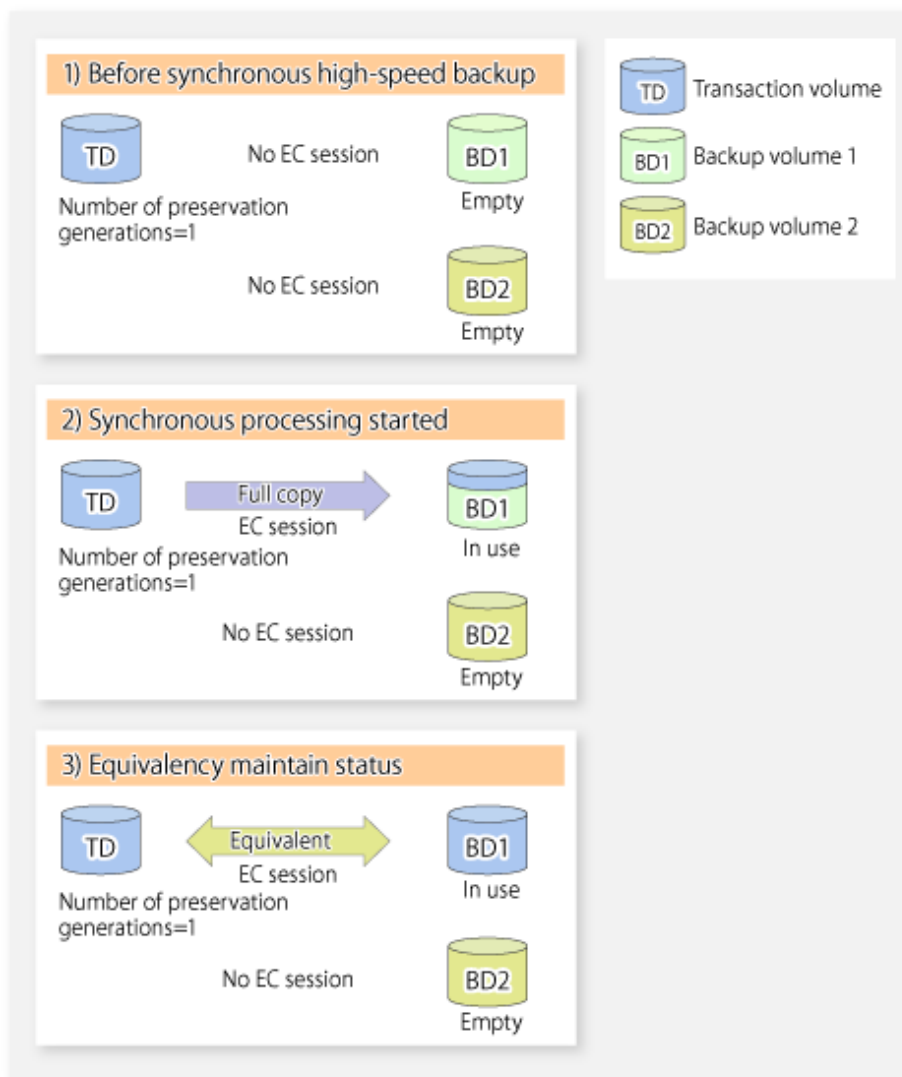 1) Before synchronous high-speed backup
TD
No EC session
BD1
Number of preservation
generations=1
Empty
No EC session
BD2
Empty
TD Transaction volume
BD1 Backup volume 1
BD2 Backup volume 2
2) Synchronous processing started
TD
Full copy
EC session
BD1
In use
Number of preservation
generations=1
No EC session
BD2
Empty
3) Equivalency maintain status
TD
Equivalent
EC session
BD1
In use
Number of preservation
generations=1
No EC session
BD2
Empty